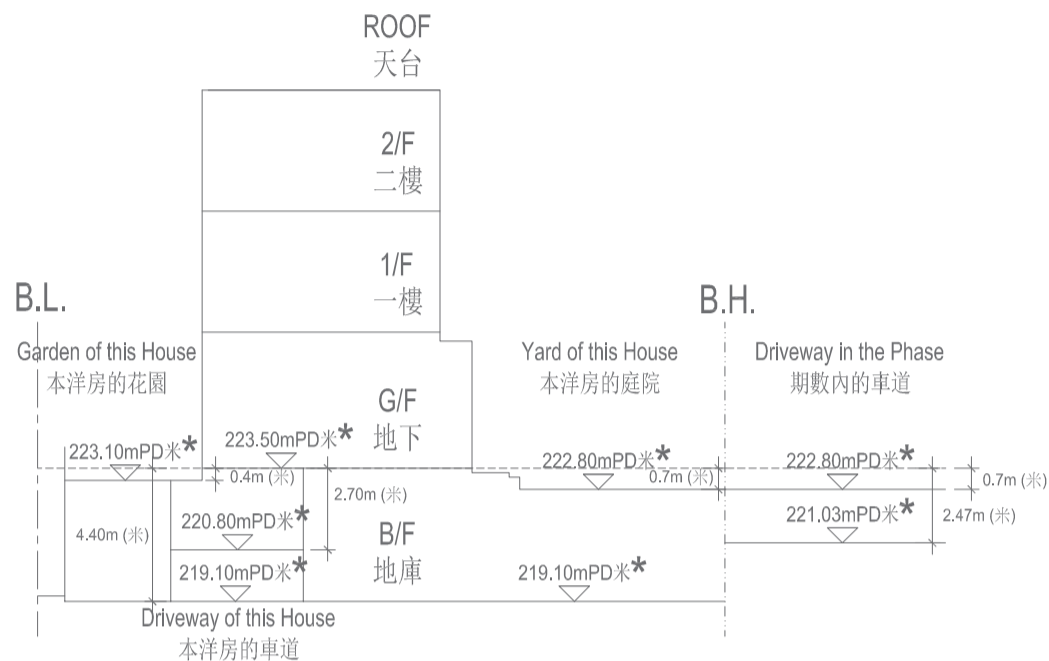 ROOF
天台
2/F
二樓
1/F
一樓
B.L.
B.H.
Garden of this House
本洋房的花園
Yard of this House
本洋房的庭院
Driveway in the Phase
期數內的車道
G/F
地下
223.10mPD米*
223.50mPD米*
222.80mPD米*
222.80mPD米*
0.4m (米)
0.7m (米)
0.7m (米)
2.70m (米)
220.80mPD米*
221.03mPD米*
2.47m (米)
4.40m (米)
B/F
地庫
219.10mPD米*
219.10mPD米*
Driveway of this House
本洋房的車道